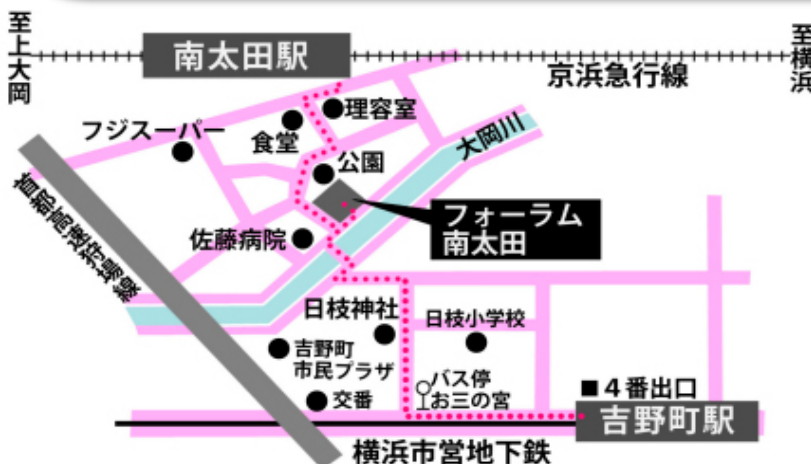 至上大岡
南太田駅
京浜急行線
至横浜
理容室
食堂
フジスーパー
公園
大岡川
首都高速狩場線
佐藤病院
フォーラム
南太田
日枝神社
日枝小学校
吉野町
市民プラザ
バス停
お三の宮
交番
■4番出口
吉野町駅
横浜市営地下鉄